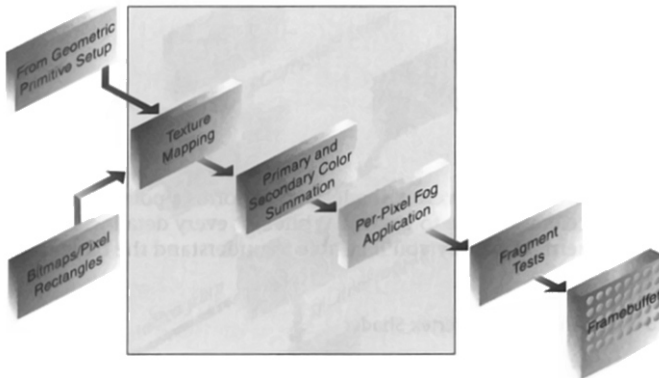 From Geometric
Primitive Setup
Texture
Mapping
Bitmaps/Pixel
Rectangles
Primary and
Secondary Color
Summation
Per-Pixel Fog
Application
Fragment
Tests
Framebuffer